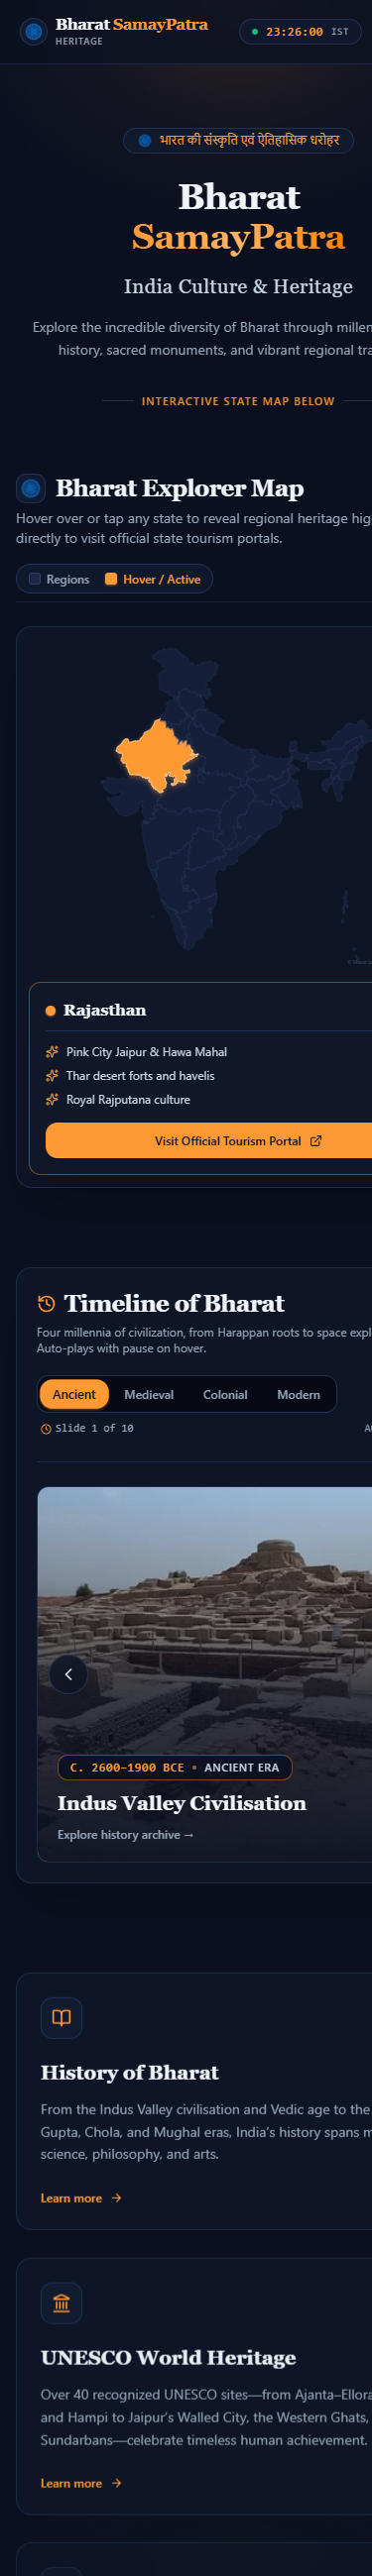 Bharat SamayPatra
HERITAGE
23:26:00 IST
भारत की संस्कृति एवं ऐतिहासिक धरोहर
Bharat
SamayPatra
India Culture & Heritage
Explore the incredible diversity of Bharat through millen
history, sacred monuments, and vibrant regional tra
INTERACTIVE STATE MAP BELOW
Bharat Explorer Map
Hover over or tap any state to reveal regional heritage hig
directly to visit official state tourism portals.
Regions Hover / Active
Rajasthan
Pink City Jaipur & Hawa Mahal
Thar desert forts and havelis
Royal Rajputana culture
Visit Official Tourism Portal
Timeline of Bharat
Four millennia of civilization, from Harappan roots to space expl
Auto-plays with pause on hover.
Ancient Medieval Colonial Modern
Slide 1 of 10
C. 2600–1900 BCE • ANCIENT ERA
Indus Valley Civilisation
Explore history archive →
History of Bharat
From the Indus Valley civilisation and Vedic age to the
Gupta, Chola, and Mughal eras, India’s history spans m
science, philosophy, and arts.
Learn more →
UNESCO World Heritage
Over 40 recognized UNESCO sites—from Ajanta–Ellora
and Hampi to Jaipur’s Walled City, the Western Ghats,
Sundarbans—celebrate timeless human achievement.
Learn more →